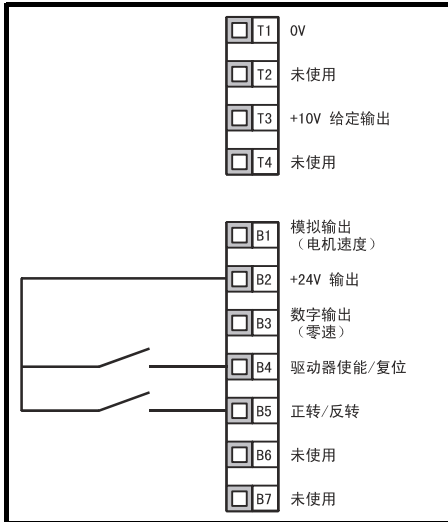 T1 0V
T2 未使用
T3 +10V 给定输出
T4 未使用
B1 模拟输出
（电机速度）
B2 +24V 输出
B3 数字输出
（零速）
B4 驱动器使能/复位
B5 正转/反转
B6 未使用
B7 未使用